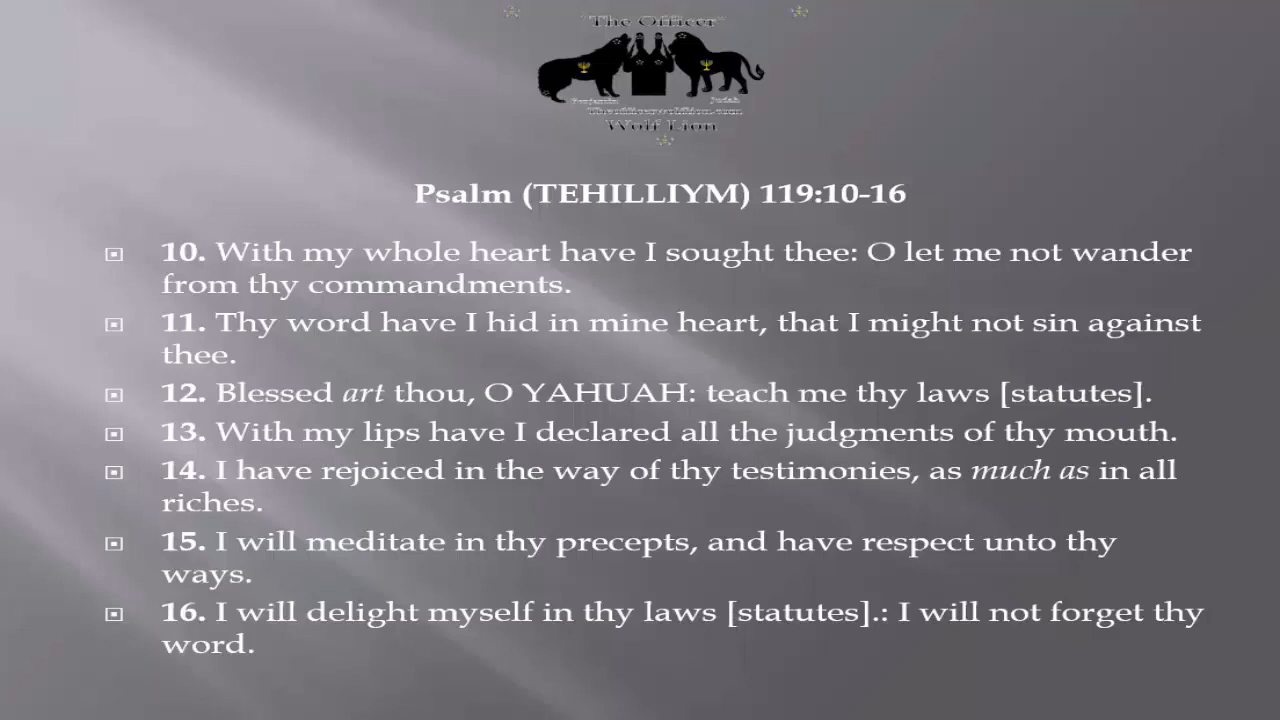 "The Officer"
Benjamin Judah
Theofficerwolflion.com
Wolf Lion
Psalm (TEHILLIYM) 119:10-16
10. With my whole heart have I sought thee: O let me not wander
from thy commandments.
11. Thy word have I hid in mine heart, that I might not sin against
thee.
12. Blessed art thou, O YAHUAH: teach me thy laws [statutes].
13. With my lips have I declared all the judgments of thy mouth.
14. I have rejoiced in the way of thy testimonies, as much as in all
riches.
15. I will meditate in thy precepts, and have respect unto thy
ways.
16. I will delight myself in thy laws [statutes].: I will not forget thy
word.